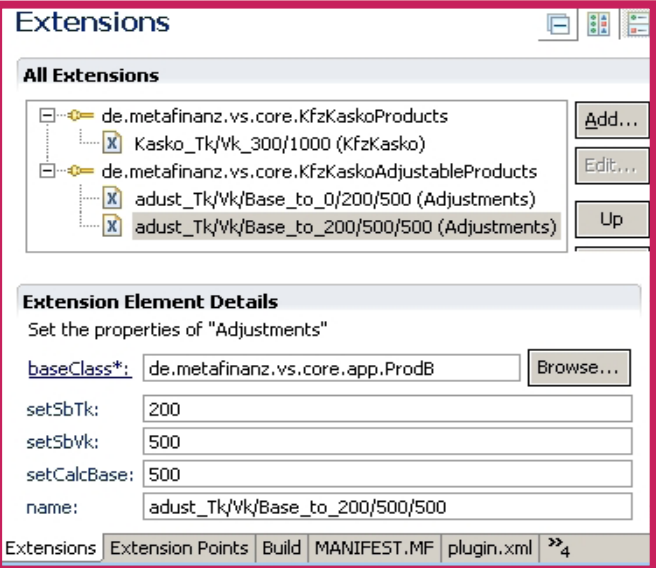 Extensions
All Extensions
de.metafinanz.vs.core.KfzKaskoProducts
Kasko_Tk/Vk_300/1000 (KfzKasko)
de.metafinanz.vs.core.KfzKaskoAdjustableProducts
adust_Tk/Vk/Base_to_0/200/500 (Adjustments)
adust_Tk/Vk/Base_to_200/500/500 (Adjustments)
Add...
Edit...
Up
Extension Element Details
Set the properties of "Adjustments"
baseClass*: de.metafinanz.vs.core.app.ProdB Browse...
setSbTk: 200
setSbVk: 500
setCalcBase: 500
name: adust_Tk/Vk/Base_to_200/500/500
Extensions Extension Points Build MANIFEST.MF plugin.xml »4